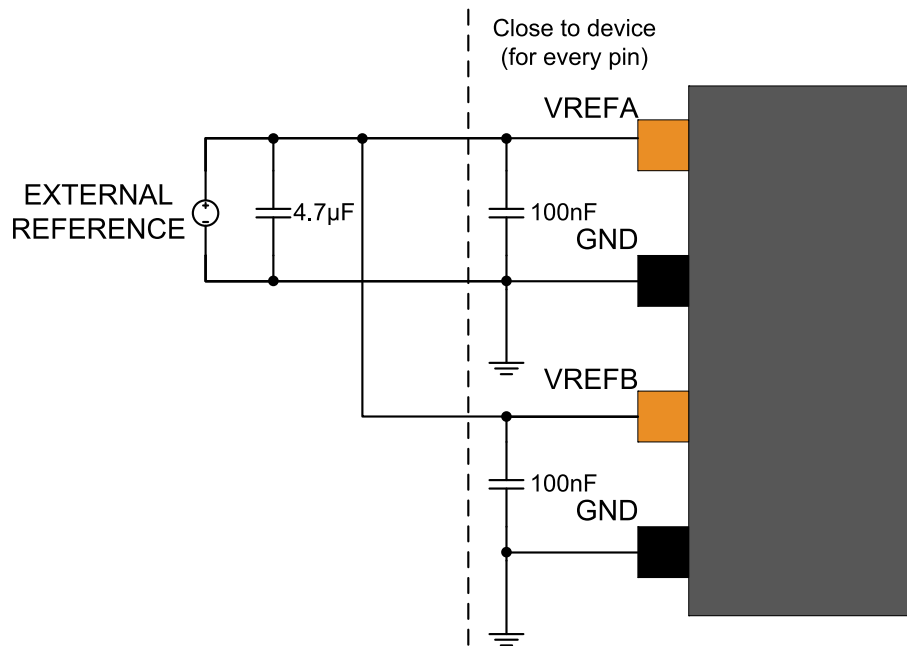 Close to device
(for every pin)
VREFA
EXTERNAL
REFERENCE
+
-
4.7µF
100nF
GND
VREFB
100nF
GND